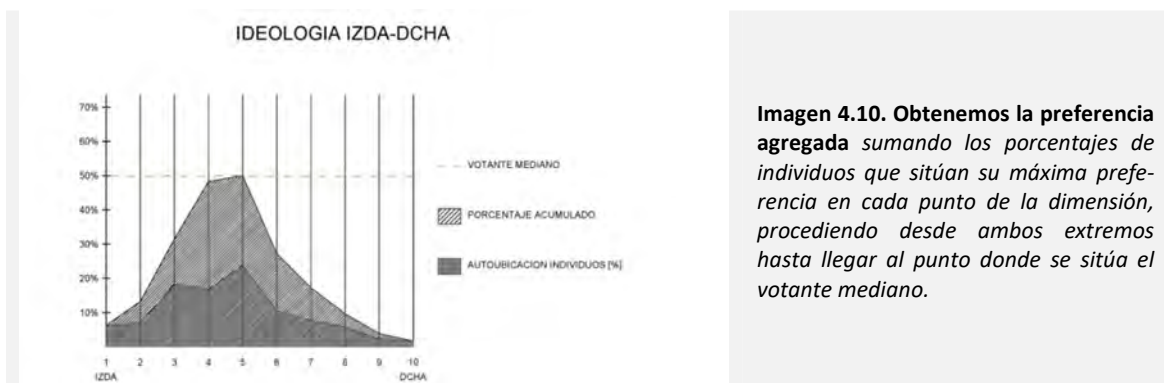 IDEOLOGIA IZDA-DCHA
70%
60%
50%
40%
30%
20%
10%
1 2 3 4 5 6 7 8 9 10
IZDA DCHA
VOTANTE MEDIANO
PORCENTAJE ACUMULADO
AUTOUBICACION INDIVIDUOS [%]
Imagen 4.10. Obtenemos la preferencia
agregada sumando los porcentajes de
individuos que sitúan su máxima prefe-
rencia en cada punto de la dimensión,
procediendo desde ambos extremos
hasta llegar al punto donde se sitúa el
votante mediano.